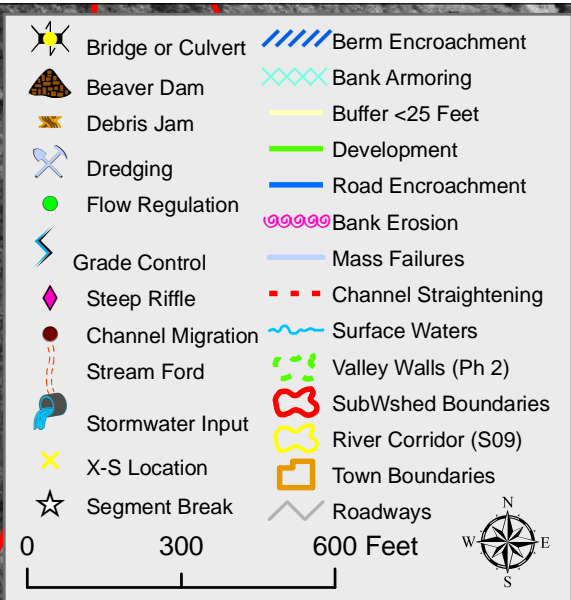 Bridge or Culvert
Beaver Dam
Debris Jam
Dredging
Flow Regulation
Grade Control
Steep Riffle
Channel Migration
Stream Ford
Stormwater Input
X-S Location
Segment Break
Berm Encroachment
Bank Armoring
Buffer <25 Feet
Development
Road Encroachment
Bank Erosion
Mass Failures
Channel Straightening
Surface Waters
Valley Walls (Ph 2)
SubWshed Boundaries
River Corridor (S09)
Town Boundaries
Roadways
0 300 600 Feet
N
W E
S